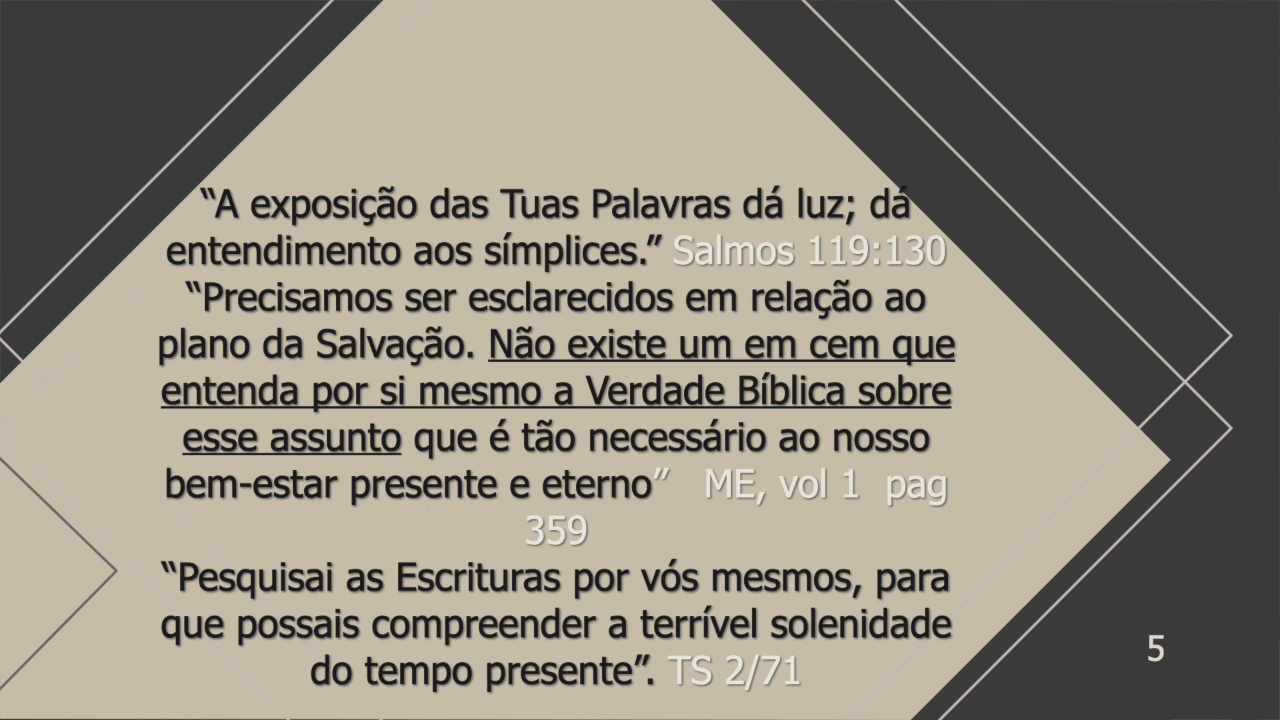 “A exposição das Tuas Palavras dá luz; dá
entendimento aos símplices.” Salmos 119:130
“Precisamos ser esclarecidos em relação ao
plano da Salvação. Não existe um em cem que
entenda por si mesmo a Verdade Bíblica sobre
esse assunto que é tão necessário ao nosso
bem-estar presente e eterno” ME, vol 1 pag
359
“Pesquisai as Escrituras por vós mesmos, para
que possais compreender a terrível solenidade
do tempo presente”. TS 2/71
5